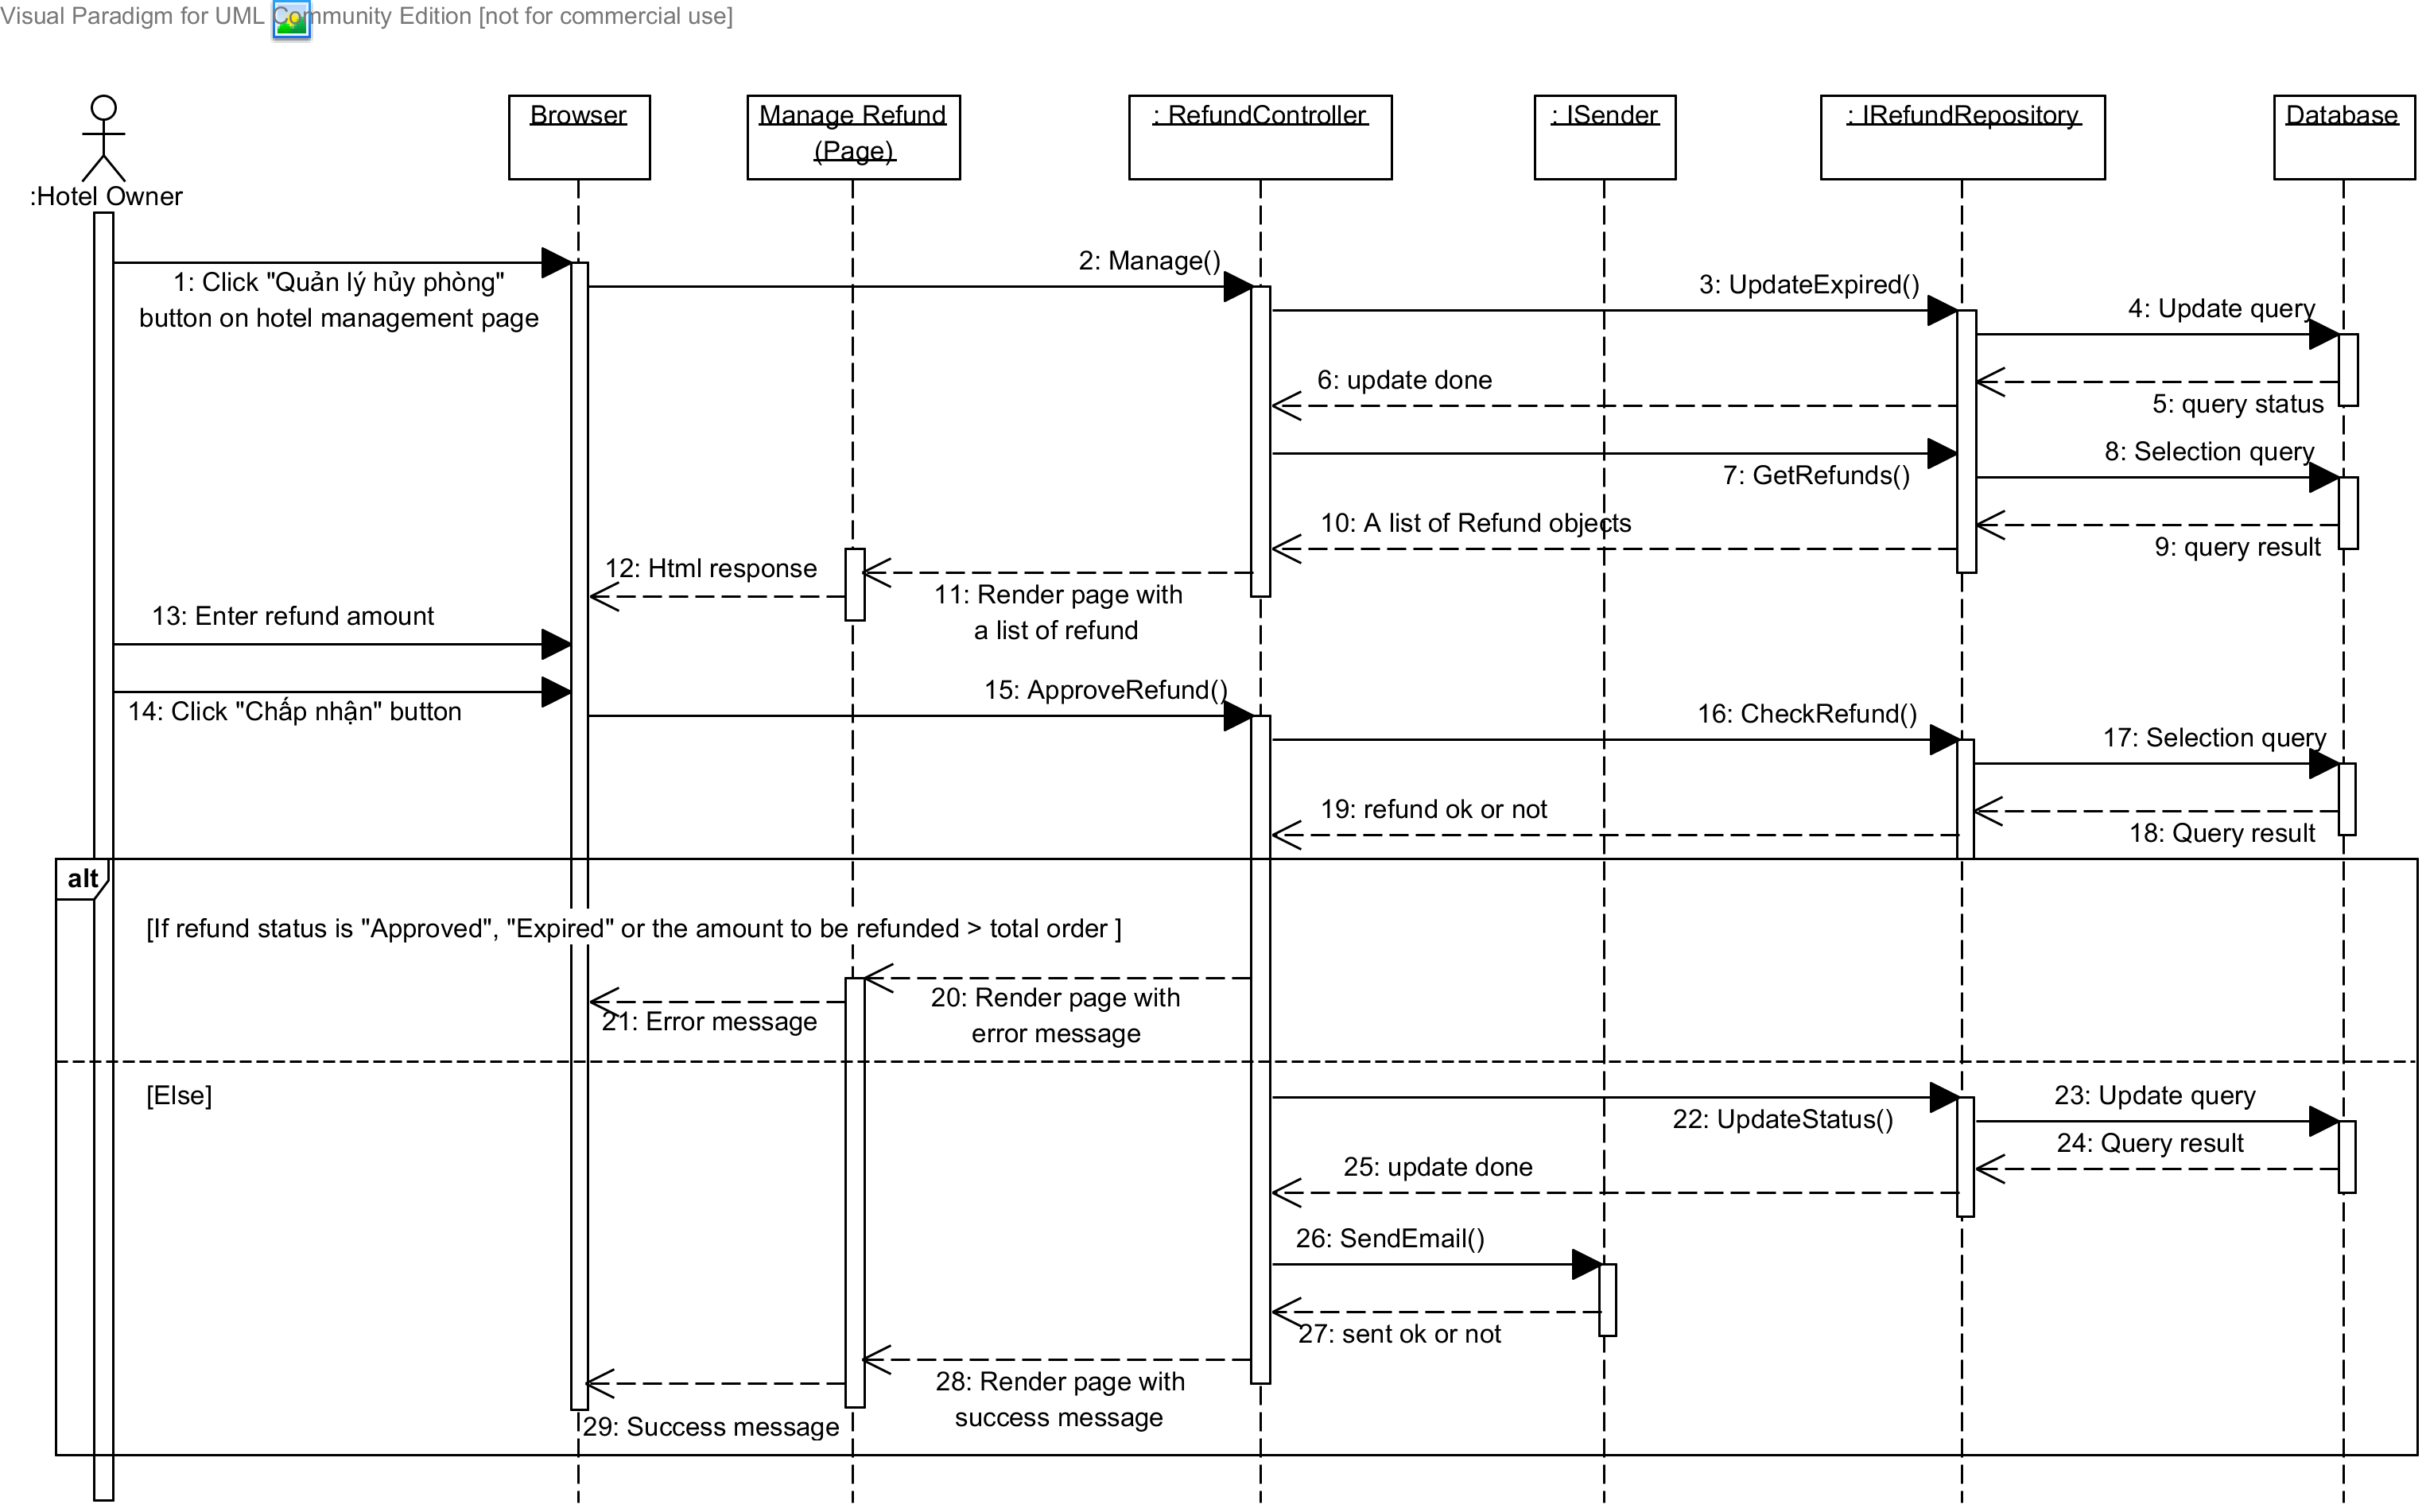 Visual Paradigm for UML Community Edition [not for commercial use]
:Hotel Owner
Browser
Manage Refund
(Page)
: RefundController
: ISender
: IRefundRepository
Database
1: Click "Quản lý hủy phòng"
button on hotel management page
2: Manage()
3: UpdateExpired()
4: Update query
5: query status
6: update done
7: GetRefunds()
8: Selection query
9: query result
10: A list of Refund objects
11: Render page with
a list of refund
12: Html response
13: Enter refund amount
14: Click "Chấp nhận" button
15: ApproveRefund()
16: CheckRefund()
17: Selection query
18: Query result
19: refund ok or not
alt
[If refund status is "Approved", "Expired" or the amount to be refunded > total order ]
20: Render page with
error message
21: Error message
[Else]
22: UpdateStatus()
23: Update query
24: Query result
25: update done
26: SendEmail()
27: sent ok or not
28: Render page with
success message
29: Success message